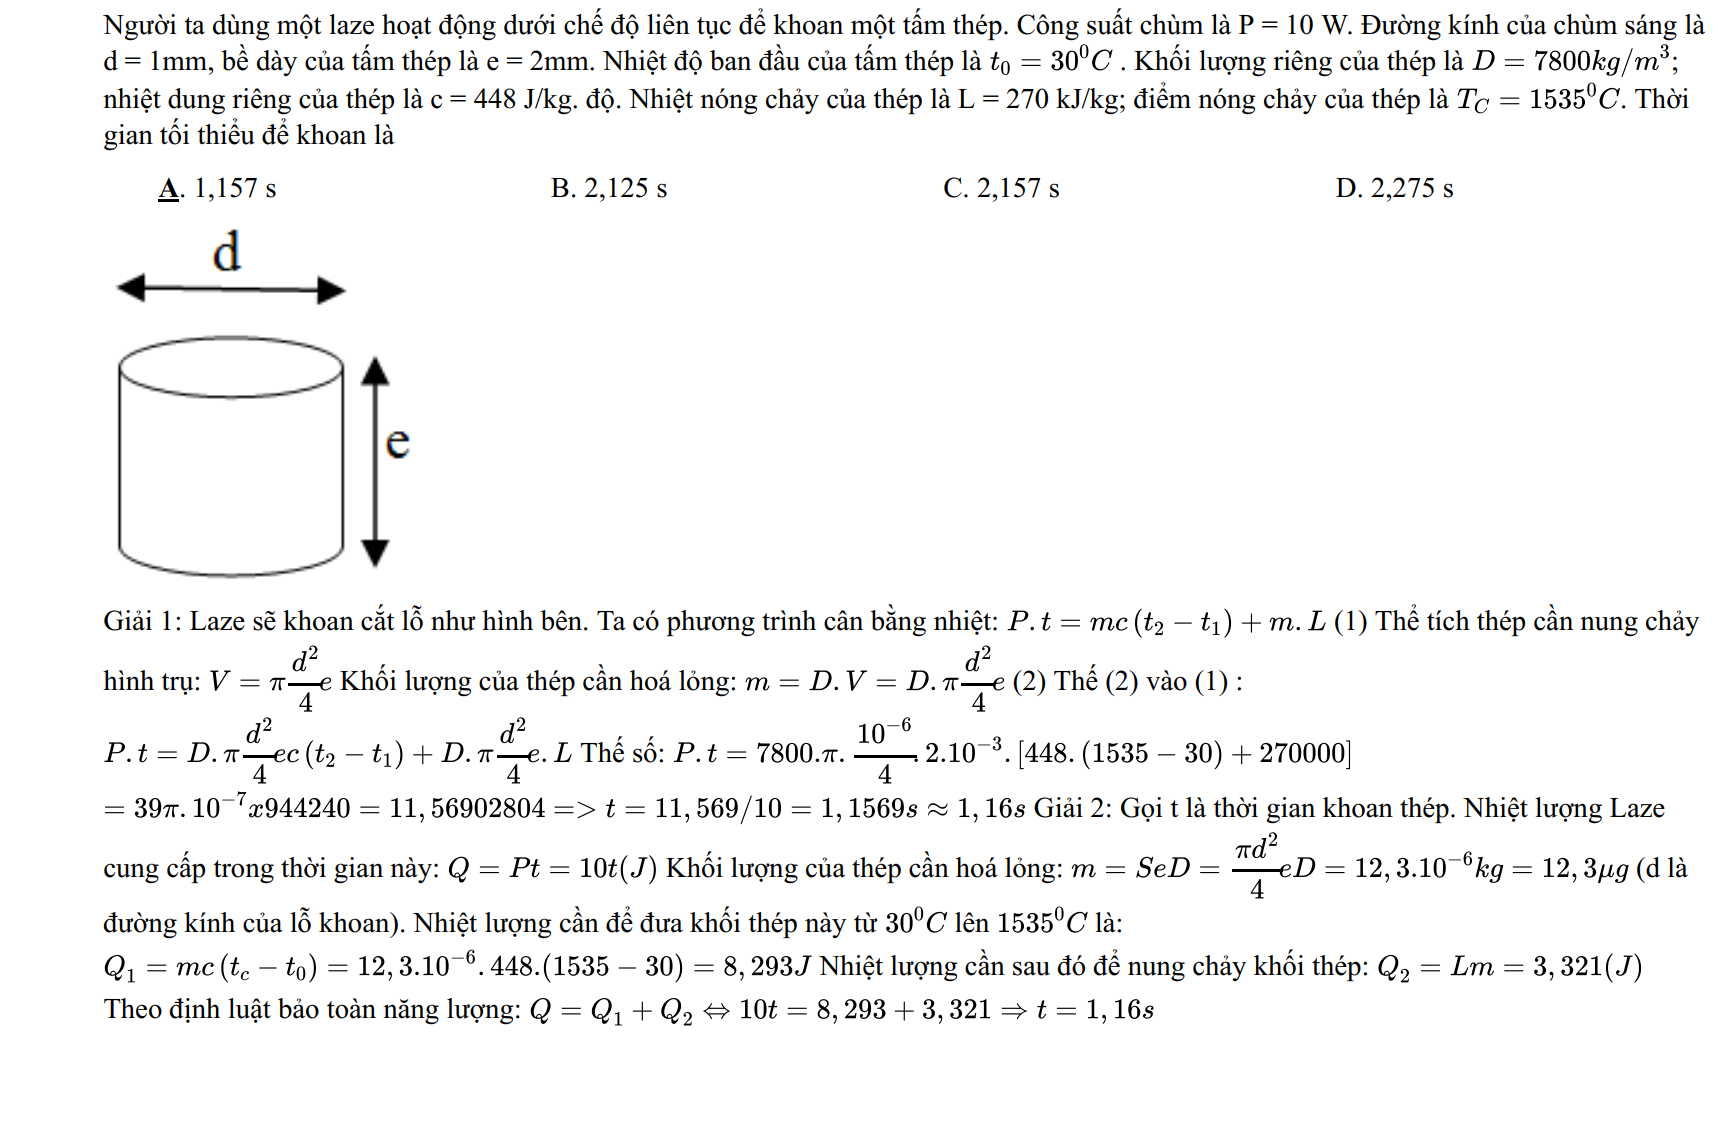 Người ta dùng một laze hoạt động dưới chế độ liên tục để khoan một tấm thép. Công suất chùm là P = 10 W. Đường kính của chùm sáng là
d = 1mm, bề dày của tấm thép là e = 2mm. Nhiệt độ ban đầu của tấm thép là $t_0 = 30^0C$ . Khối lượng riêng của thép là $D = 7800kg/m^3$;
nhiệt dung riêng của thép là c = 448 J/kg. độ. Nhiệt nóng chảy của thép là L = 270 kJ/kg; điểm nóng chảy của thép là $T_C = 1535^0C$. Thời
gian tối thiểu để khoan là
A. 1,157 s B. 2,125 s C. 2,157 s D. 2,275 s
d
e
Giải 1: Laze sẽ khoan cắt lỗ như hình bên. Ta có phương trình cân bằng nhiệt: $P.t = mc(t_2 - t_1) + m.L$ (1) Thể tích thép cần nung chảy
hình trụ: $V = \pi\frac{d^2}{4}e$ Khối lượng của thép cần hoá lỏng: $m = D.V = D.\pi\frac{d^2}{4}e$ (2) Thế (2) vào (1) :
$P.t = D.\pi\frac{d^2}{4}ec(t_2 - t_1) + D.\pi\frac{d^2}{4}e.L$ Thế số: $P.t = 7800.\pi.\frac{10^{-6}}{4}.2.10^{-3}.[448.(1535 - 30) + 270000]$
$= 39\pi.10^{-7}x944240 = 11,56902804 => t = 11,569/10 = 1,1569s \approx 1,16s$ Giải 2: Gọi t là thời gian khoan thép. Nhiệt lượng Laze
cung cấp trong thời gian này: $Q = Pt = 10t(J)$ Khối lượng của thép cần hoá lỏng: $m = SeD = \frac{\pi d^2}{4}eD = 12,3.10^{-6}kg = 12,3\mu g$ (d là
đường kính của lỗ khoan). Nhiệt lượng cần để đưa khối thép này từ $30^0C$ lên $1535^0C$ là:
$Q_1 = mc(t_c - t_0) = 12,3.10^{-6}.448.(1535 - 30) = 8,293J$ Nhiệt lượng cần sau đó để nung chảy khối thép: $Q_2 = Lm = 3,321(J)$
Theo định luật bảo toàn năng lượng: $Q = Q_1 + Q_2 \Leftrightarrow 10t = 8,293 + 3,321 \Rightarrow t = 1,16s$